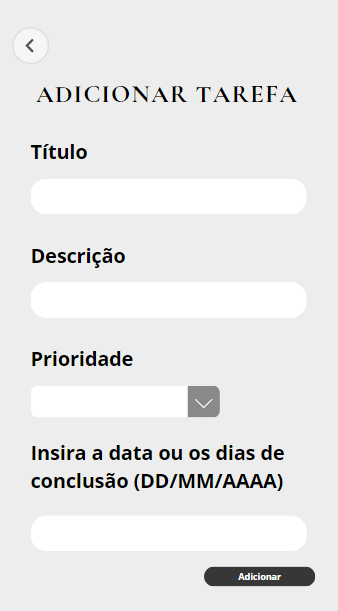 ADICIONAR TAREFA
Título
Descrição
Prioridade
Insira a data ou os dias de
conclusão (DD/MM/AAAA)
Adicionar